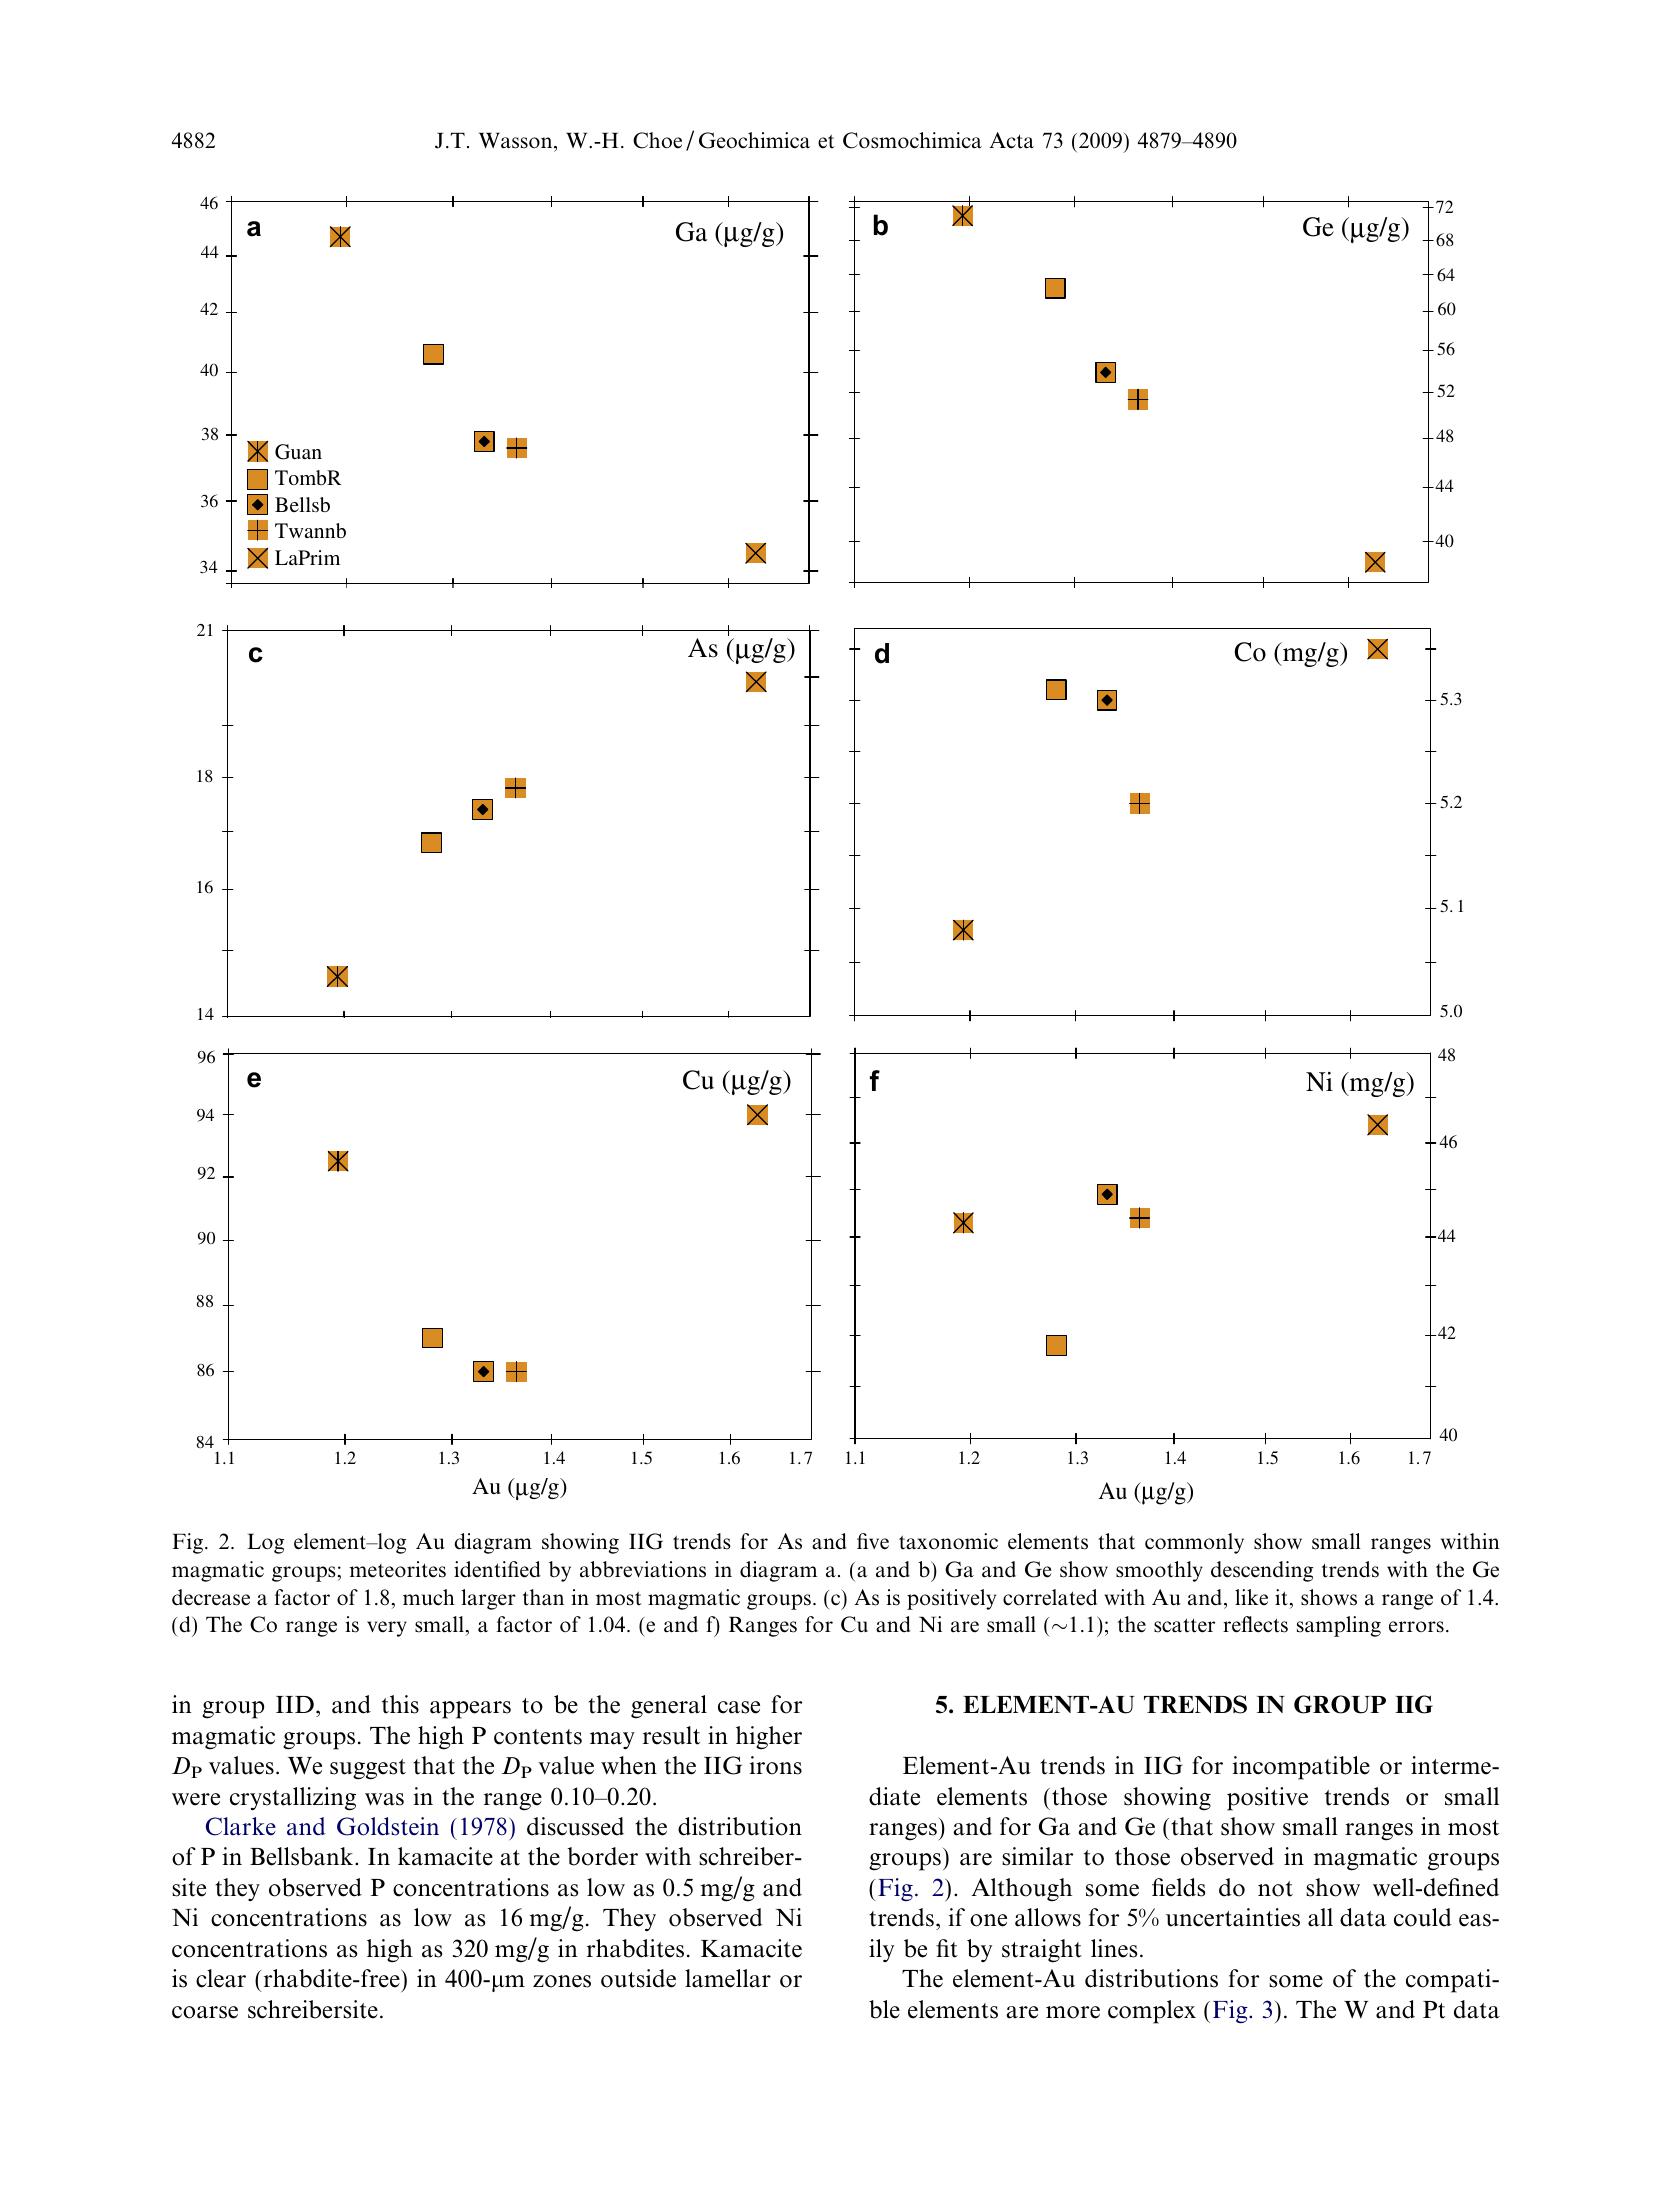 4882
J.T. Wasson, W.-H. Choe / Geochimica et Cosmochimica Acta 73 (2009) 4879–4890
a
Ga (μg/g)
46
44
42
40
38
36
34
Guan
TombR
Bellsb
Twannb
LaPrim
b
Ge (μg/g)
72
68
64
60
56
52
48
44
40
c
As (μg/g)
21
18
16
14
d
Co (mg/g)
5.3
5.2
5.1
5.0
e
Cu (μg/g)
96
94
92
90
88
86
84
1.1 1.2 1.3 1.4 1.5 1.6 1.7
Au (μg/g)
f
Ni (mg/g)
48
46
44
42
40
1.1 1.2 1.3 1.4 1.5 1.6 1.7
Au (μg/g)
Fig. 2. Log element–log Au diagram showing IIG trends for As and five taxonomic elements that commonly show small ranges within
magmatic groups; meteorites identified by abbreviations in diagram a. (a and b) Ga and Ge show smoothly descending trends with the Ge
decrease a factor of 1.8, much larger than in most magmatic groups. (c) As is positively correlated with Au and, like it, shows a range of 1.4.
(d) The Co range is very small, a factor of 1.04. (e and f) Ranges for Cu and Ni are small (∼1.1); the scatter reflects sampling errors.
in group IID, and this appears to be the general case for
magmatic groups. The high P contents may result in higher
DP values. We suggest that the DP value when the IIG irons
were crystallizing was in the range 0.10–0.20.
Clarke and Goldstein (1978) discussed the distribution
of P in Bellsbank. In kamacite at the border with schreiber-
site they observed P concentrations as low as 0.5 mg/g and
Ni concentrations as low as 16 mg/g. They observed Ni
concentrations as high as 320 mg/g in rhabdites. Kamacite
is clear (rhabdite-free) in 400-μm zones outside lamellar or
coarse schreibersite.
5. ELEMENT-AU TRENDS IN GROUP IIG
Element-Au trends in IIG for incompatible or interme-
diate elements (those showing positive trends or small
ranges) and for Ga and Ge (that show small ranges in most
groups) are similar to those observed in magmatic groups
(Fig. 2). Although some fields do not show well-defined
trends, if one allows for 5% uncertainties all data could eas-
ily be fit by straight lines.
The element-Au distributions for some of the compati-
ble elements are more complex (Fig. 3). The W and Pt data